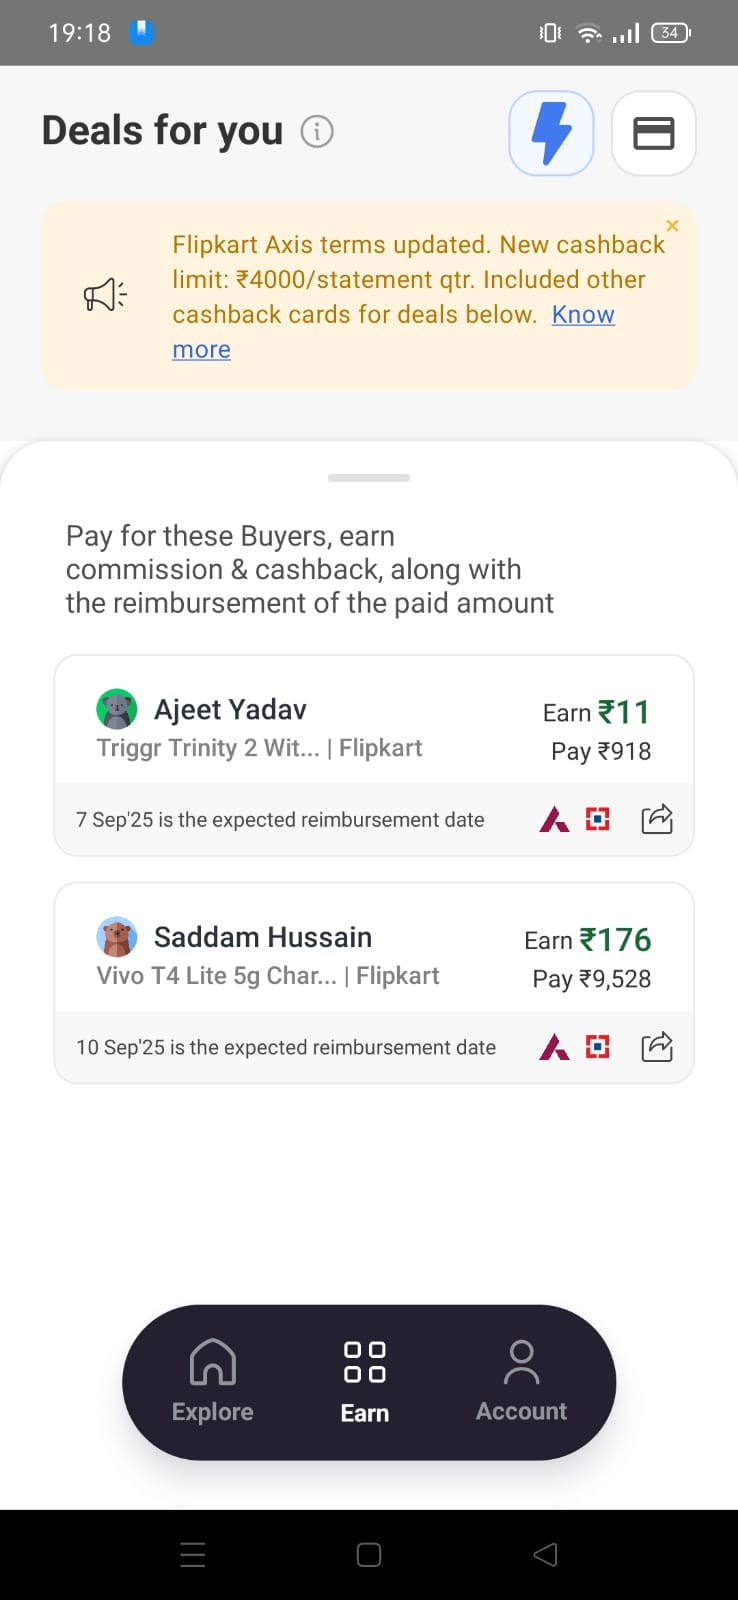 19:18
34
Deals for you
Flipkart Axis terms updated. New cashback
limit: ₹4000/statement qtr. Included other
cashback cards for deals below. Know
more
Pay for these Buyers, earn
commission & cashback, along with
the reimbursement of the paid amount
Ajeet Yadav
Earn ₹11
Triggr Trinity 2 Wit... | Flipkart
Pay ₹918
7 Sep'25 is the expected reimbursement date
Saddam Hussain
Earn ₹176
Vivo T4 Lite 5g Char... | Flipkart
Pay ₹9,528
10 Sep'25 is the expected reimbursement date
Explore
Earn
Account